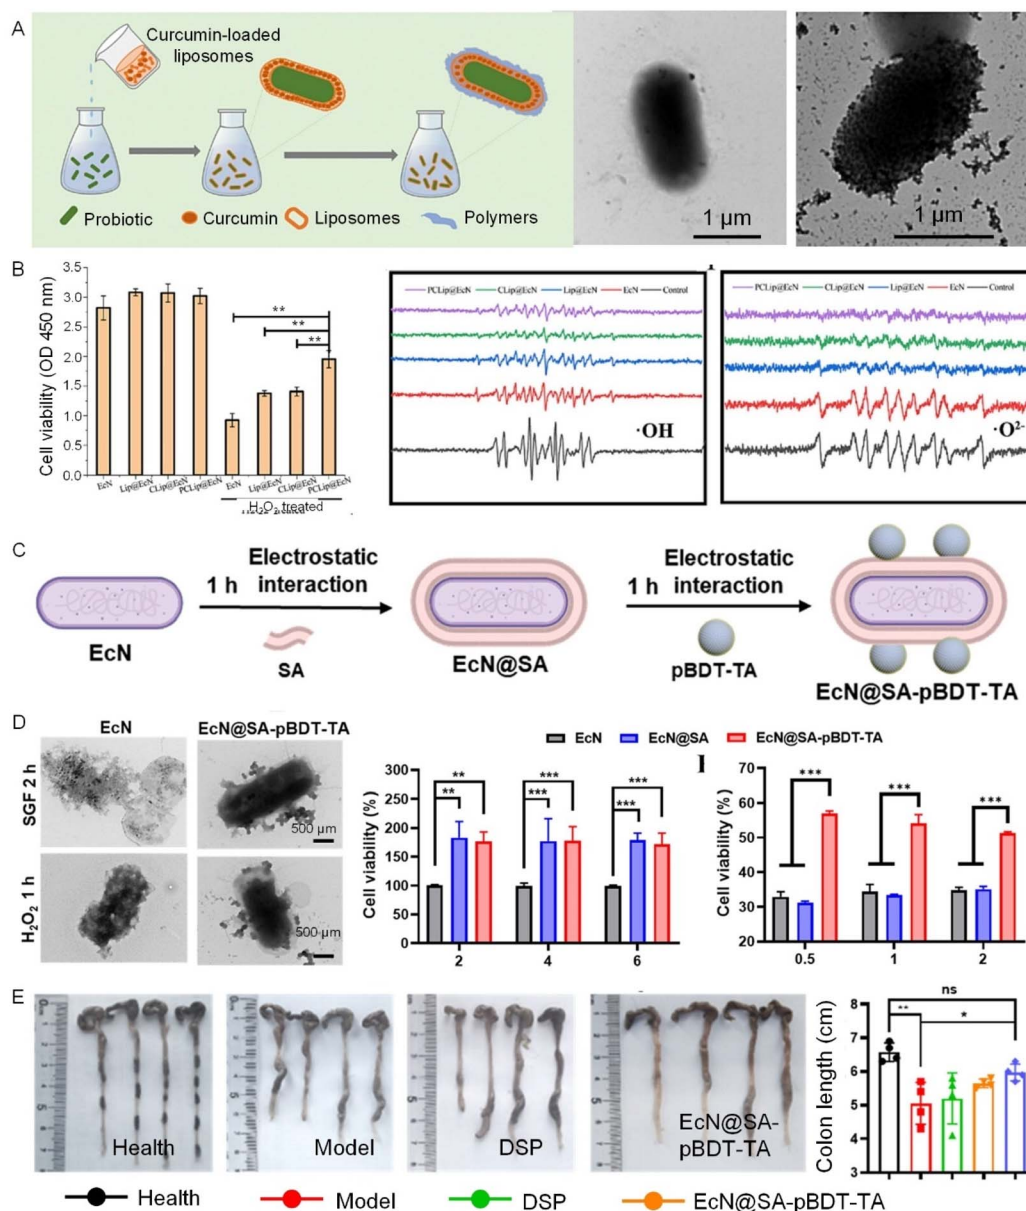 A
Curcumin-loaded
liposomes
Probiotic
Curcumin
Liposomes
Polymers
1 μm
1 μm
B
Cell viability (OD 450 nm)
3.5
3.0
2.5
2.0
1.5
1.0
0.5
0.0
**
**
**
EcN
Lip@EcN
CLip@EcN
PCLip@EcN
EcN
Lip@EcN
CLip@EcN
PCLip@EcN
H₂O₂ treated
PCLip@EcN
CLip@EcN
Lip@EcN
EcN
Control
·OH
PCLip@EcN
CLip@EcN
Lip@EcN
EcN
Control
·O²⁻
C
EcN
1 h
Electrostatic
interaction
SA
EcN@SA
1 h
Electrostatic
interaction
pBDT-TA
EcN@SA-pBDT-TA
D
EcN
EcN@SA-pBDT-TA
SGF 2 h
H₂O₂ 1 h
500 μm
500 μm
EcN
EcN@SA
EcN@SA-pBDT-TA
Cell viability (%)
300
250
200
150
100
50
0
**
**
***
***
***
***
2
4
6
Cell viability (%)
70
60
50
40
30
20
***
***
***
0.5
1
2
E
Health
Model
DSP
EcN@SA-
pBDT-TA
Colon length (cm)
7
6
5
4
3
ns
**
*
Health
Model
DSP
EcN@SA-pBDT-TA